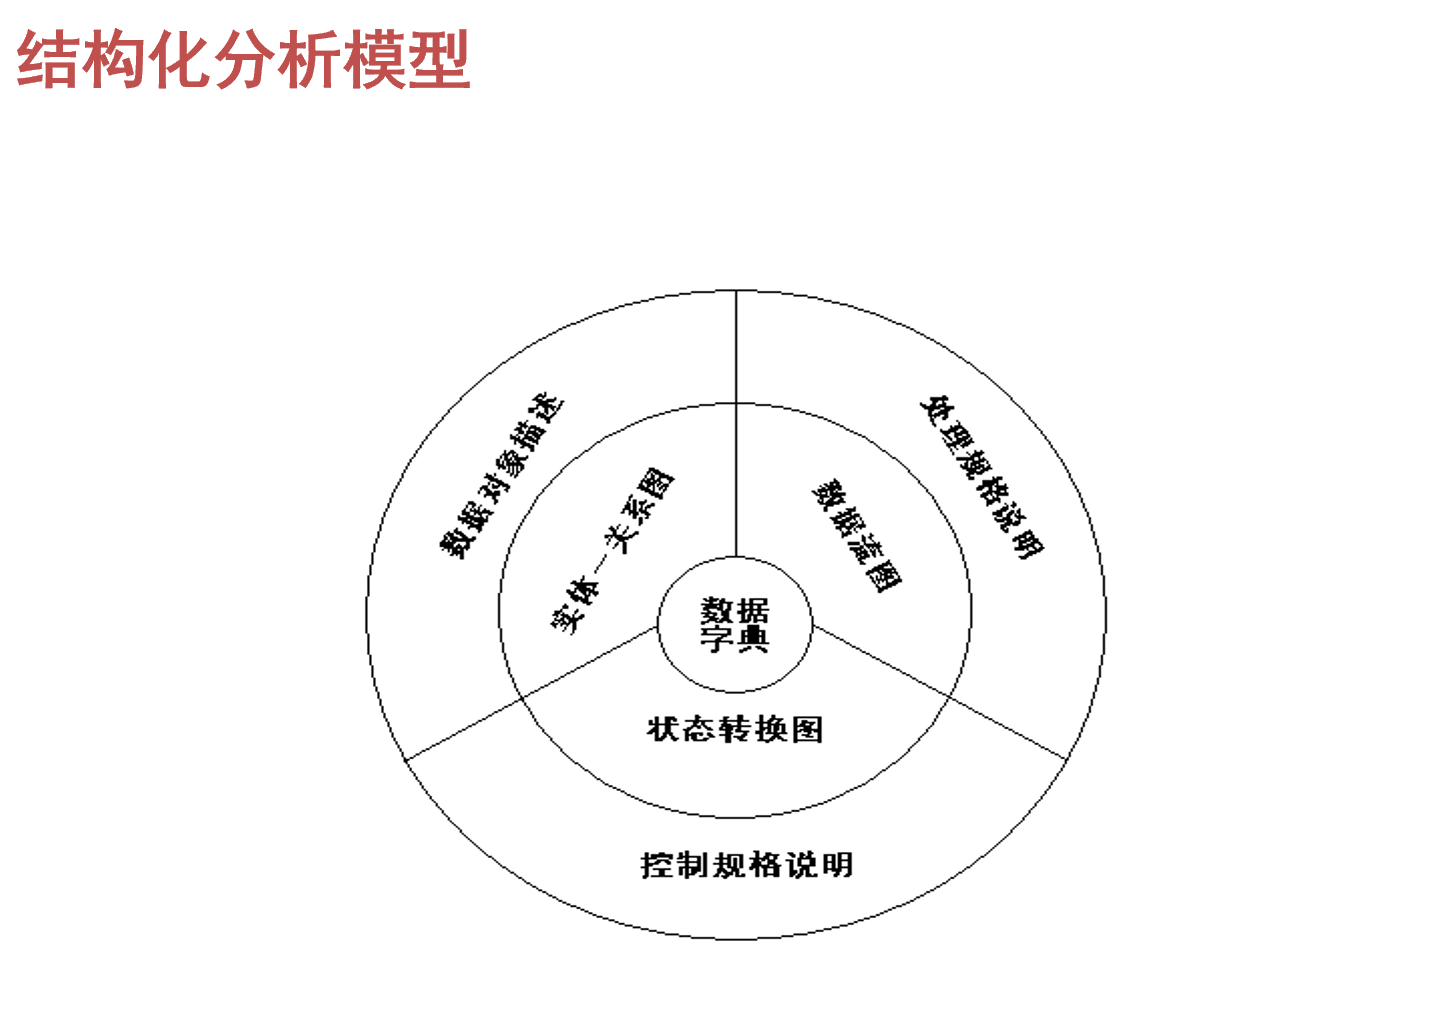 结构化分析模型
数据对象描述
处理规格说明
实体—关系图
数据流图
数据
字典
状态转换图
控制规格说明